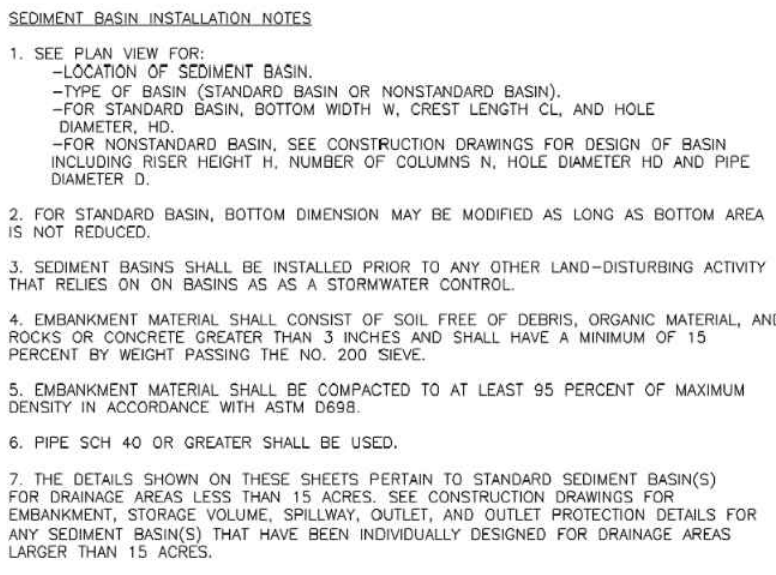 SEDIMENT BASIN INSTALLATION NOTES
1. SEE PLAN VIEW FOR:
-LOCATION OF SEDIMENT BASIN.
-TYPE OF BASIN (STANDARD BASIN OR NONSTANDARD BASIN).
-FOR STANDARD BASIN, BOTTOM WIDTH W, CREST LENGTH CL, AND HOLE
DIAMETER, HD.
-FOR NONSTANDARD BASIN, SEE CONSTRUCTION DRAWINGS FOR DESIGN OF BASIN
INCLUDING RISER HEIGHT H, NUMBER OF COLUMNS N, HOLE DIAMETER HD AND PIPE
DIAMETER D.
2. FOR STANDARD BASIN, BOTTOM DIMENSION MAY BE MODIFIED AS LONG AS BOTTOM AREA
IS NOT REDUCED.
3. SEDIMENT BASINS SHALL BE INSTALLED PRIOR TO ANY OTHER LAND-DISTURBING ACTIVITY
THAT RELIES ON ON BASINS AS AS A STORMWATER CONTROL.
4. EMBANKMENT MATERIAL SHALL CONSIST OF SOIL FREE OF DEBRIS, ORGANIC MATERIAL, AND
ROCKS OR CONCRETE GREATER THAN 3 INCHES AND SHALL HAVE A MINIMUM OF 15
PERCENT BY WEIGHT PASSING THE NO. 200 SIEVE.
5. EMBANKMENT MATERIAL SHALL BE COMPACTED TO AT LEAST 95 PERCENT OF MAXIMUM
DENSITY IN ACCORDANCE WITH ASTM D698.
6. PIPE SCH 40 OR GREATER SHALL BE USED.
7. THE DETAILS SHOWN ON THESE SHEETS PERTAIN TO STANDARD SEDIMENT BASIN(S)
FOR DRAINAGE AREAS LESS THAN 15 ACRES. SEE CONSTRUCTION DRAWINGS FOR
EMBANKMENT, STORAGE VOLUME, SPILLWAY, OUTLET, AND OUTLET PROTECTION DETAILS FOR
ANY SEDIMENT BASIN(S) THAT HAVE BEEN INDIVIDUALLY DESIGNED FOR DRAINAGE AREAS
LARGER THAN 15 ACRES.